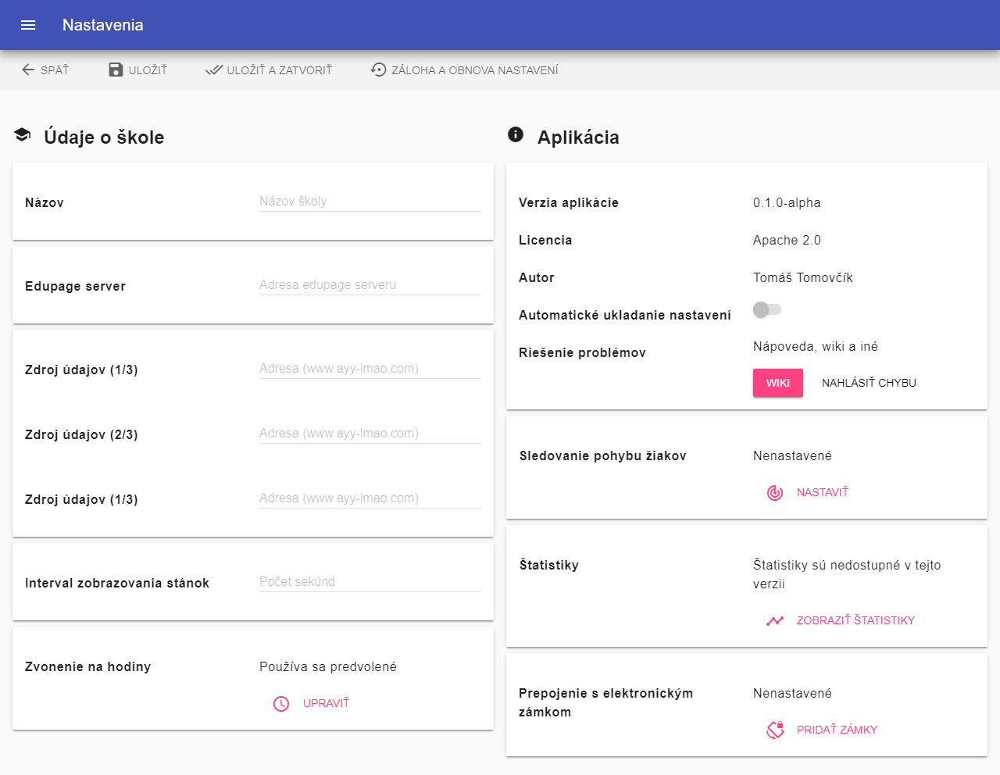 Nastavenia
SPÄŤ
ULOŽIŤ
ULOŽIŤ A ZATVORIŤ
ZÁLOHA A OBNOVA NASTAVENÍ
Údaje o škole
Názov
Názov školy
Edupage server
Adresa edupage serveru
Zdroj údajov (1/3)
Adresa (www.ayy-lmao.com)
Zdroj údajov (2/3)
Adresa (www.ayy-lmao.com)
Zdroj údajov (1/3)
Adresa (www.ayy-lmao.com)
Interval zobrazovania stánok
Počet sekúnd
Zvonenie na hodiny
Používa sa predvolené
UPRAVIŤ
Aplikácia
Verzia aplikácie
0.1.0-alpha
Licencia
Apache 2.0
Autor
Tomáš Tomovčík
Automatické ukladanie nastavení
Riešenie problémov
Nápoveda, wiki a iné
WIKI
NAHLÁSIŤ CHYBU
Sledovanie pohybu žiakov
Nenastavené
NASTAVIŤ
Štatistiky
Štatistiky sú nedostupné v tejto
verzii
ZOBRAZIŤ ŠTATISTIKY
Prepojenie s elektronickým
zámkom
Nenastavené
PRIDAŤ ZÁMKY